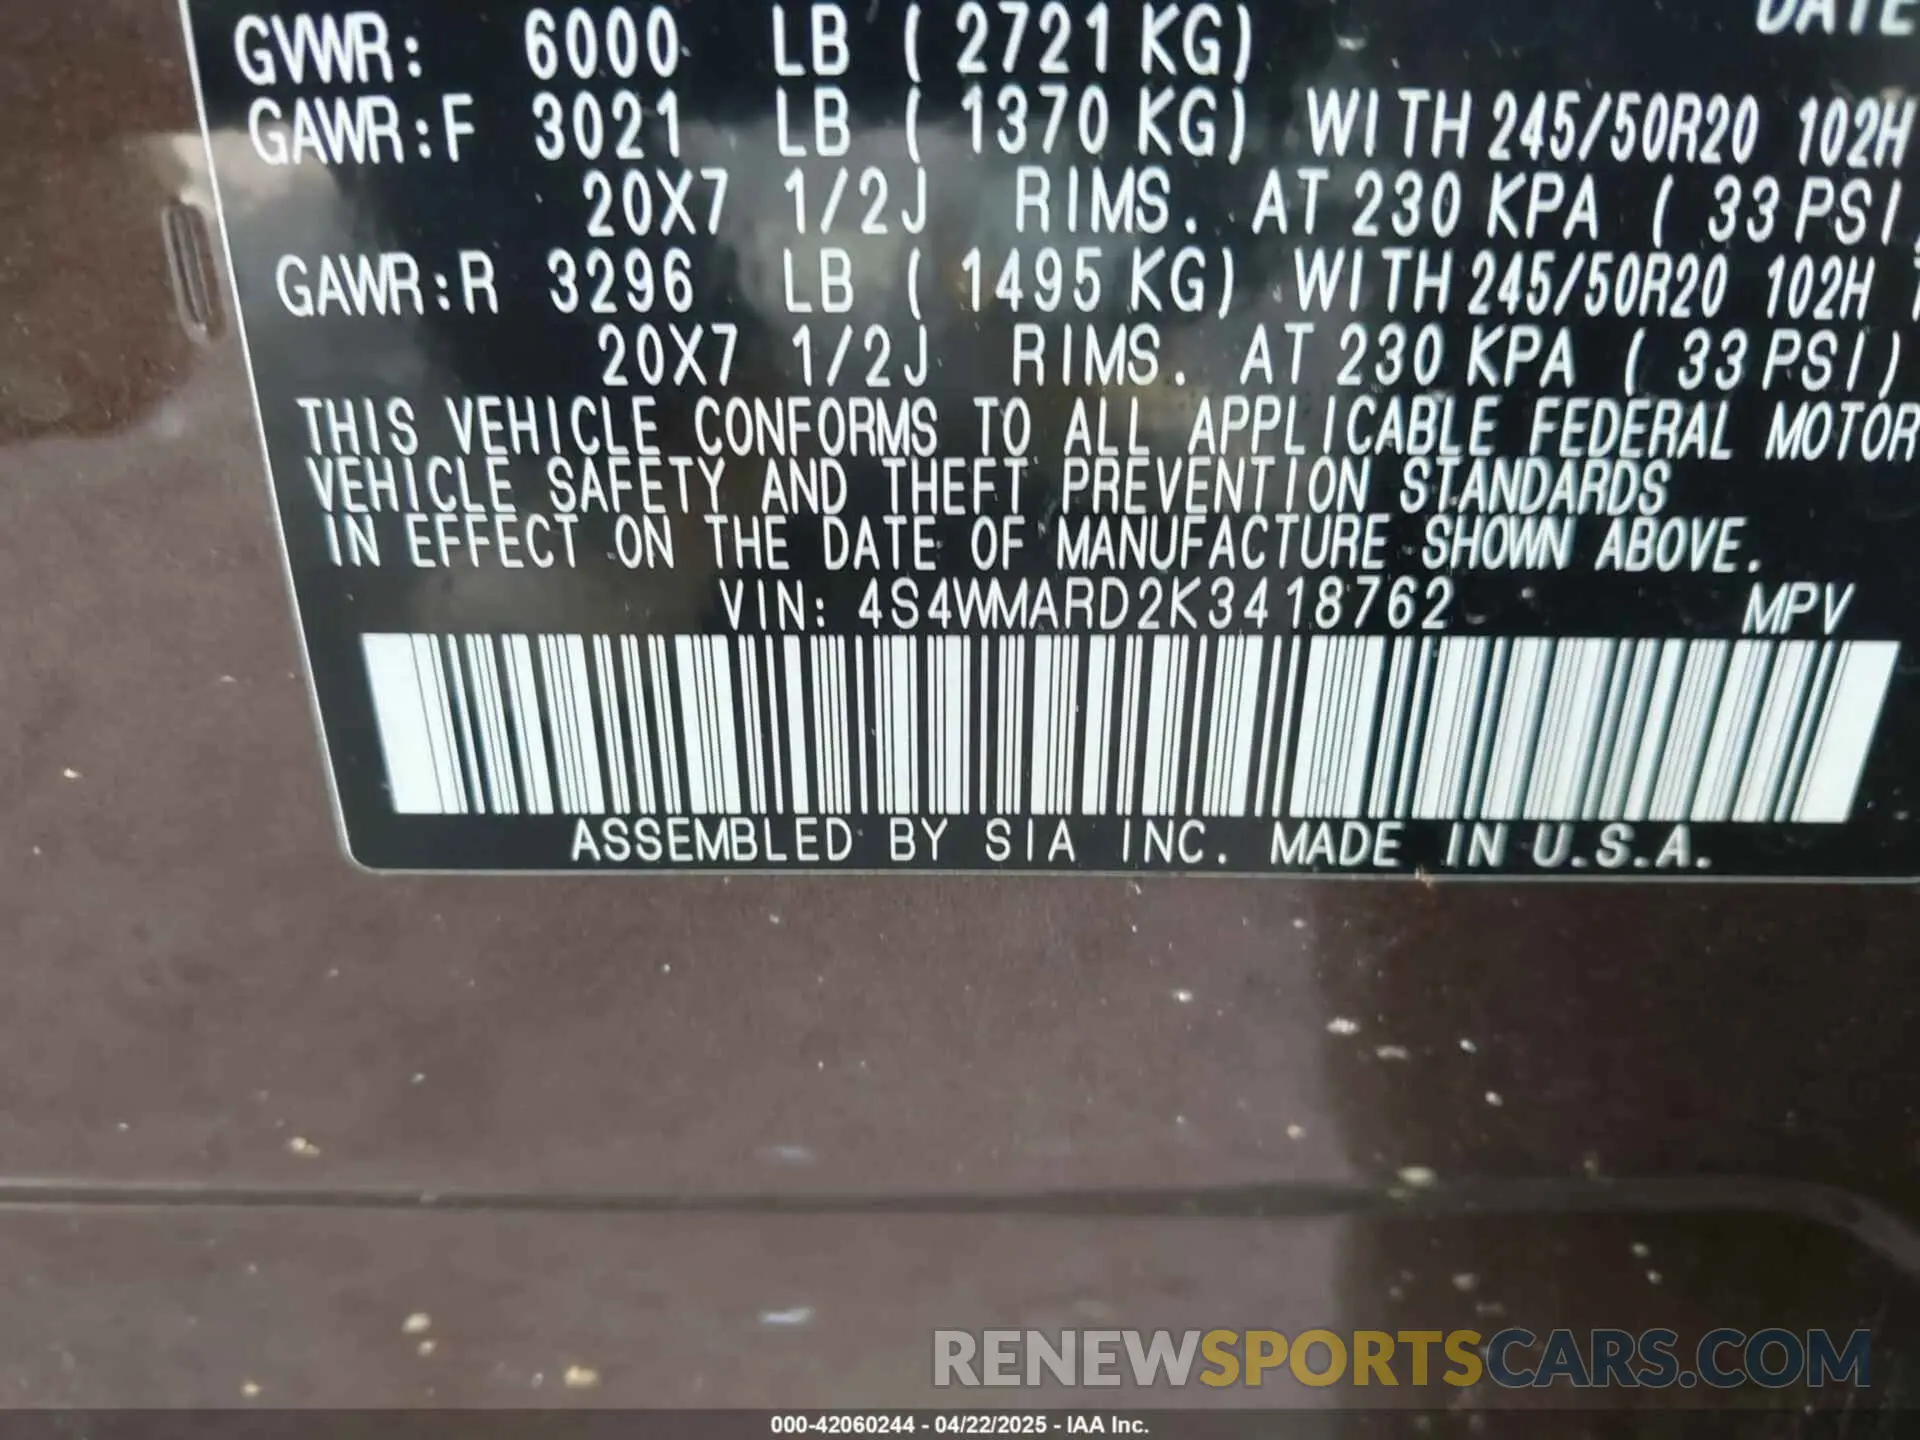 DATE
GVWR: 6000 LB ( 2721 KG)
GAWR:F 3021 LB ( 1370 KG) WITH 245/50R20 102H
20X7 1/2J RIMS. AT 230 KPA ( 33 PSI
GAWR:R 3296 LB ( 1495 KG) WITH 245/50R20 102H
20X7 1/2J RIMS. AT 230 KPA ( 33 PSI)
THIS VEHICLE CONFORMS TO ALL APPLICABLE FEDERAL MOTOR
VEHICLE SAFETY AND THEFT PREVENTION STANDARDS
IN EFFECT ON THE DATE OF MANUFACTURE SHOWN ABOVE.
VIN: 4S4WMARD2K3418762 MPV
ASSEMBLED BY SIA INC. MADE IN U.S.A.
RENEWSPORTSCARS.COM
000-42060244 - 04/22/2025 - IAA Inc.